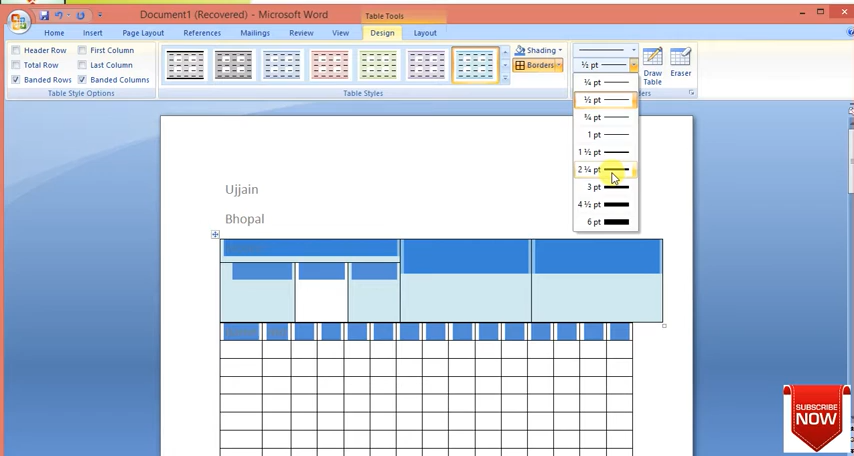 Document1 (Recovered) - Microsoft Word
Table Tools
Home Insert Page Layout References Mailings Review View Design Layout
Header Row First Column
Total Row Last Column
Banded Rows Banded Columns
Table Style Options
Table Styles
Shading
Borders
½ pt
Draw Table
Eraser
ders
¼ pt
½ pt
¾ pt
1 pt
1 ½ pt
2 ¼ pt
3 pt
4 ½ pt
6 pt
Ujjain
Bhopal
SUBSCRIBE
NOW